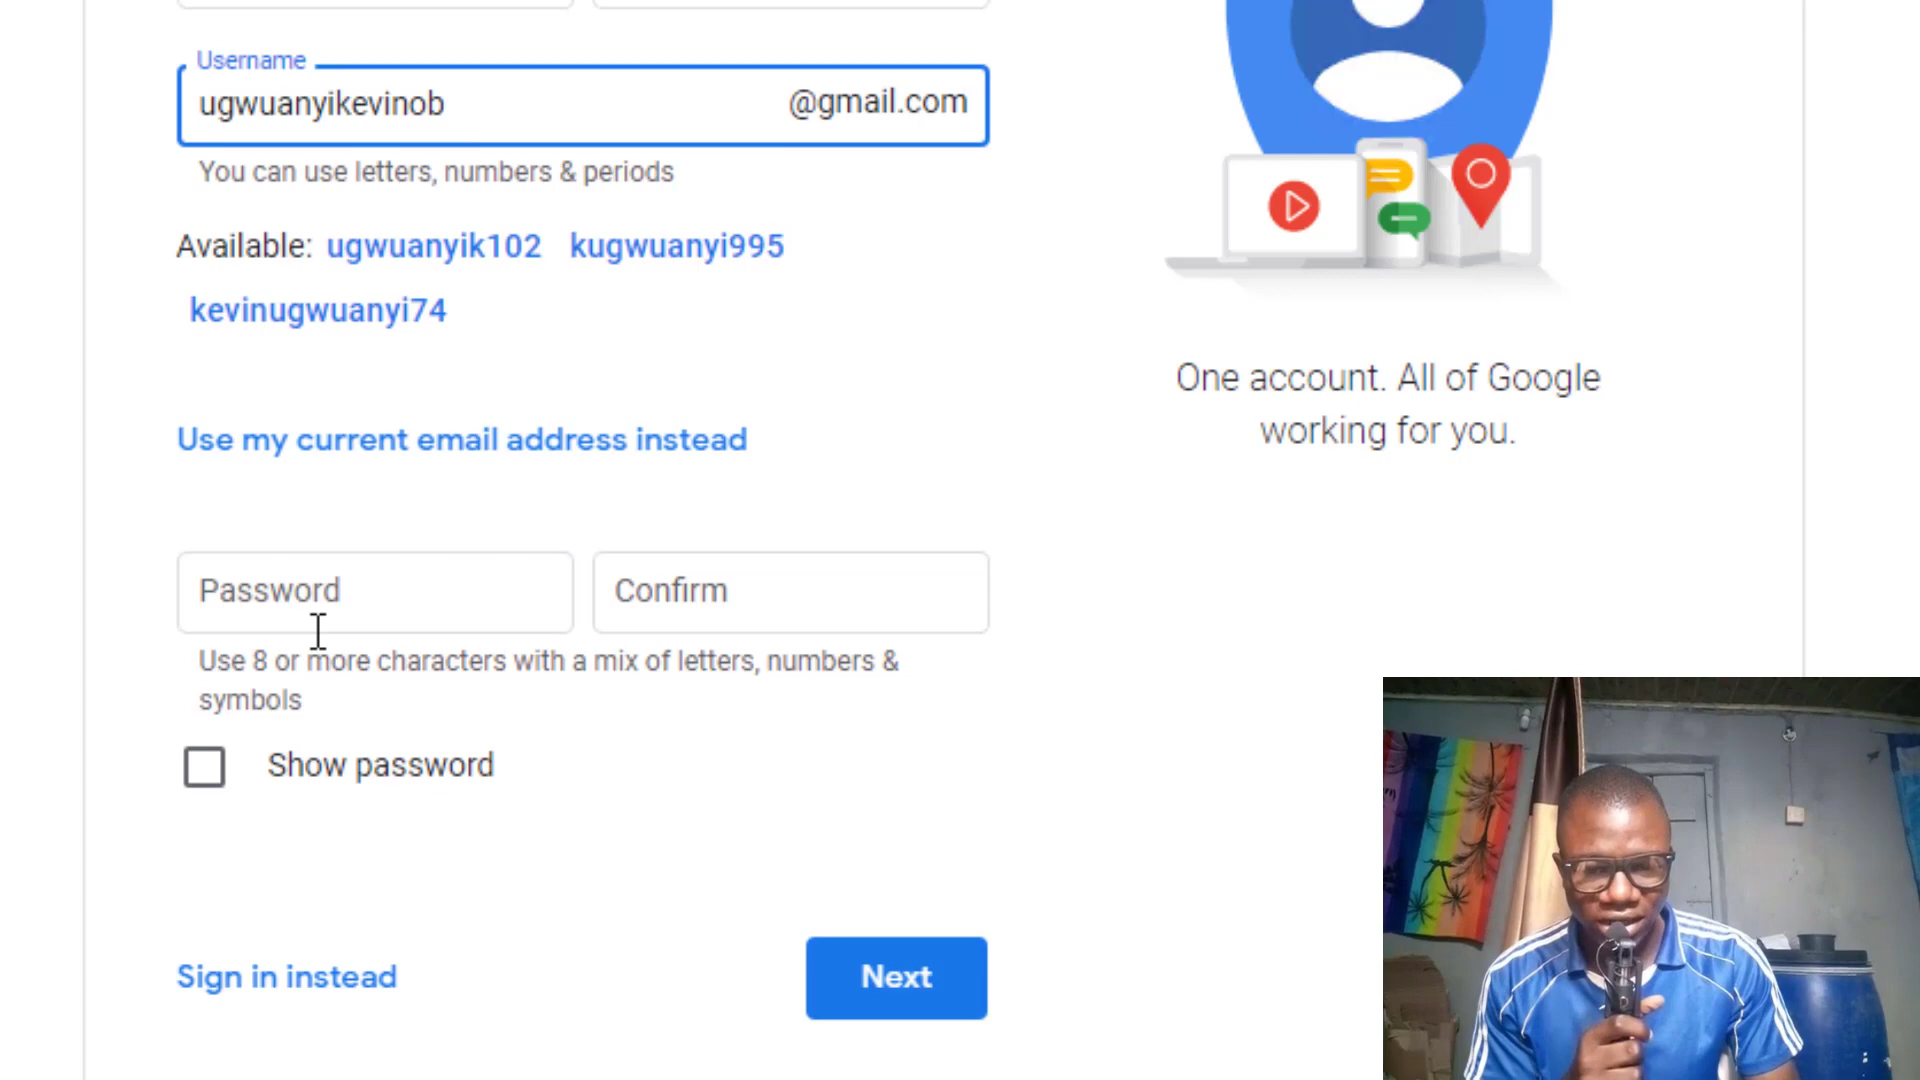 Username
ugwuanyikevinob @gmail.com
You can use letters, numbers & periods
Available: ugwuanyik102 kugwuanyi995
kevinugwuanyi74
Use my current email address instead
One account. All of Google
working for you.
Password Confirm
Use 8 or more characters with a mix of letters, numbers &
symbols
Show password
Sign in instead Next